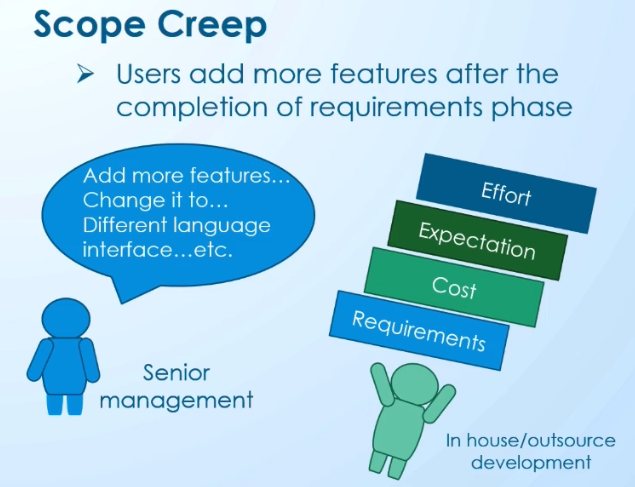 Scope Creep
➤ Users add more features after the
completion of requirements phase
Add more features...
Change it to...
Different language
interface...etc.
Effort
Expectation
Cost
Requirements
Senior
management
In house/outsource
development